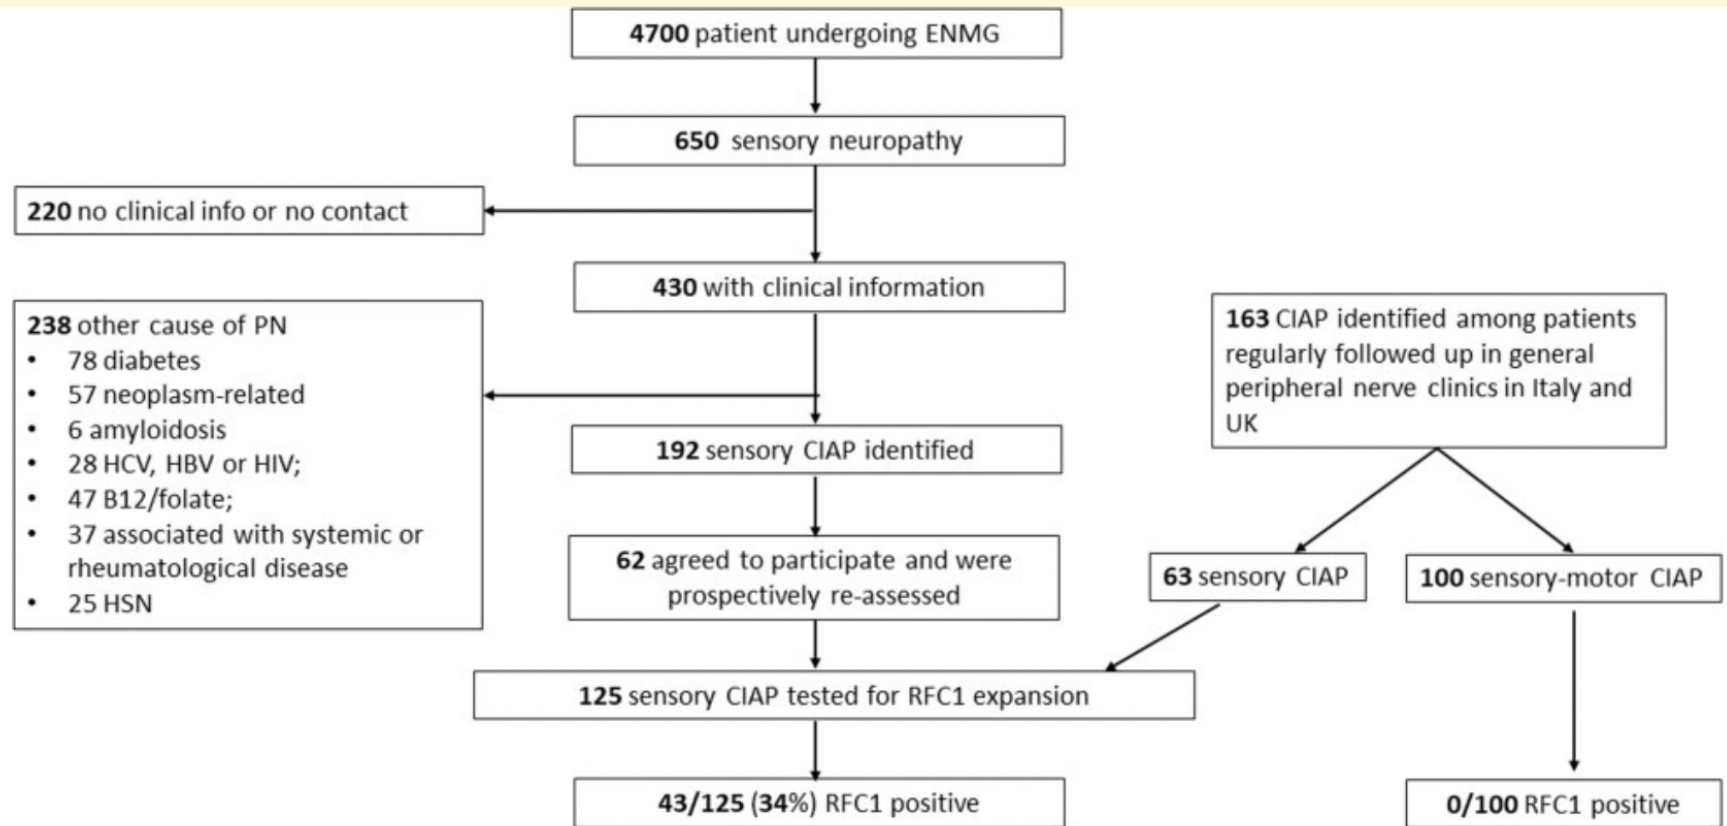 4700 patient undergoing ENMG
650 sensory neuropathy
220 no clinical info or no contact
430 with clinical information
238 other cause of PN
• 78 diabetes
• 57 neoplasm-related
• 6 amyloidosis
• 28 HCV, HBV or HIV;
• 47 B12/folate;
• 37 associated with systemic or
rheumatological disease
• 25 HSN
163 CIAP identified among patients
regularly followed up in general
peripheral nerve clinics in Italy and
UK
192 sensory CIAP identified
62 agreed to participate and were
prospectively re-assessed
63 sensory CIAP
100 sensory-motor CIAP
125 sensory CIAP tested for RFC1 expansion
43/125 (34%) RFC1 positive
0/100 RFC1 positive